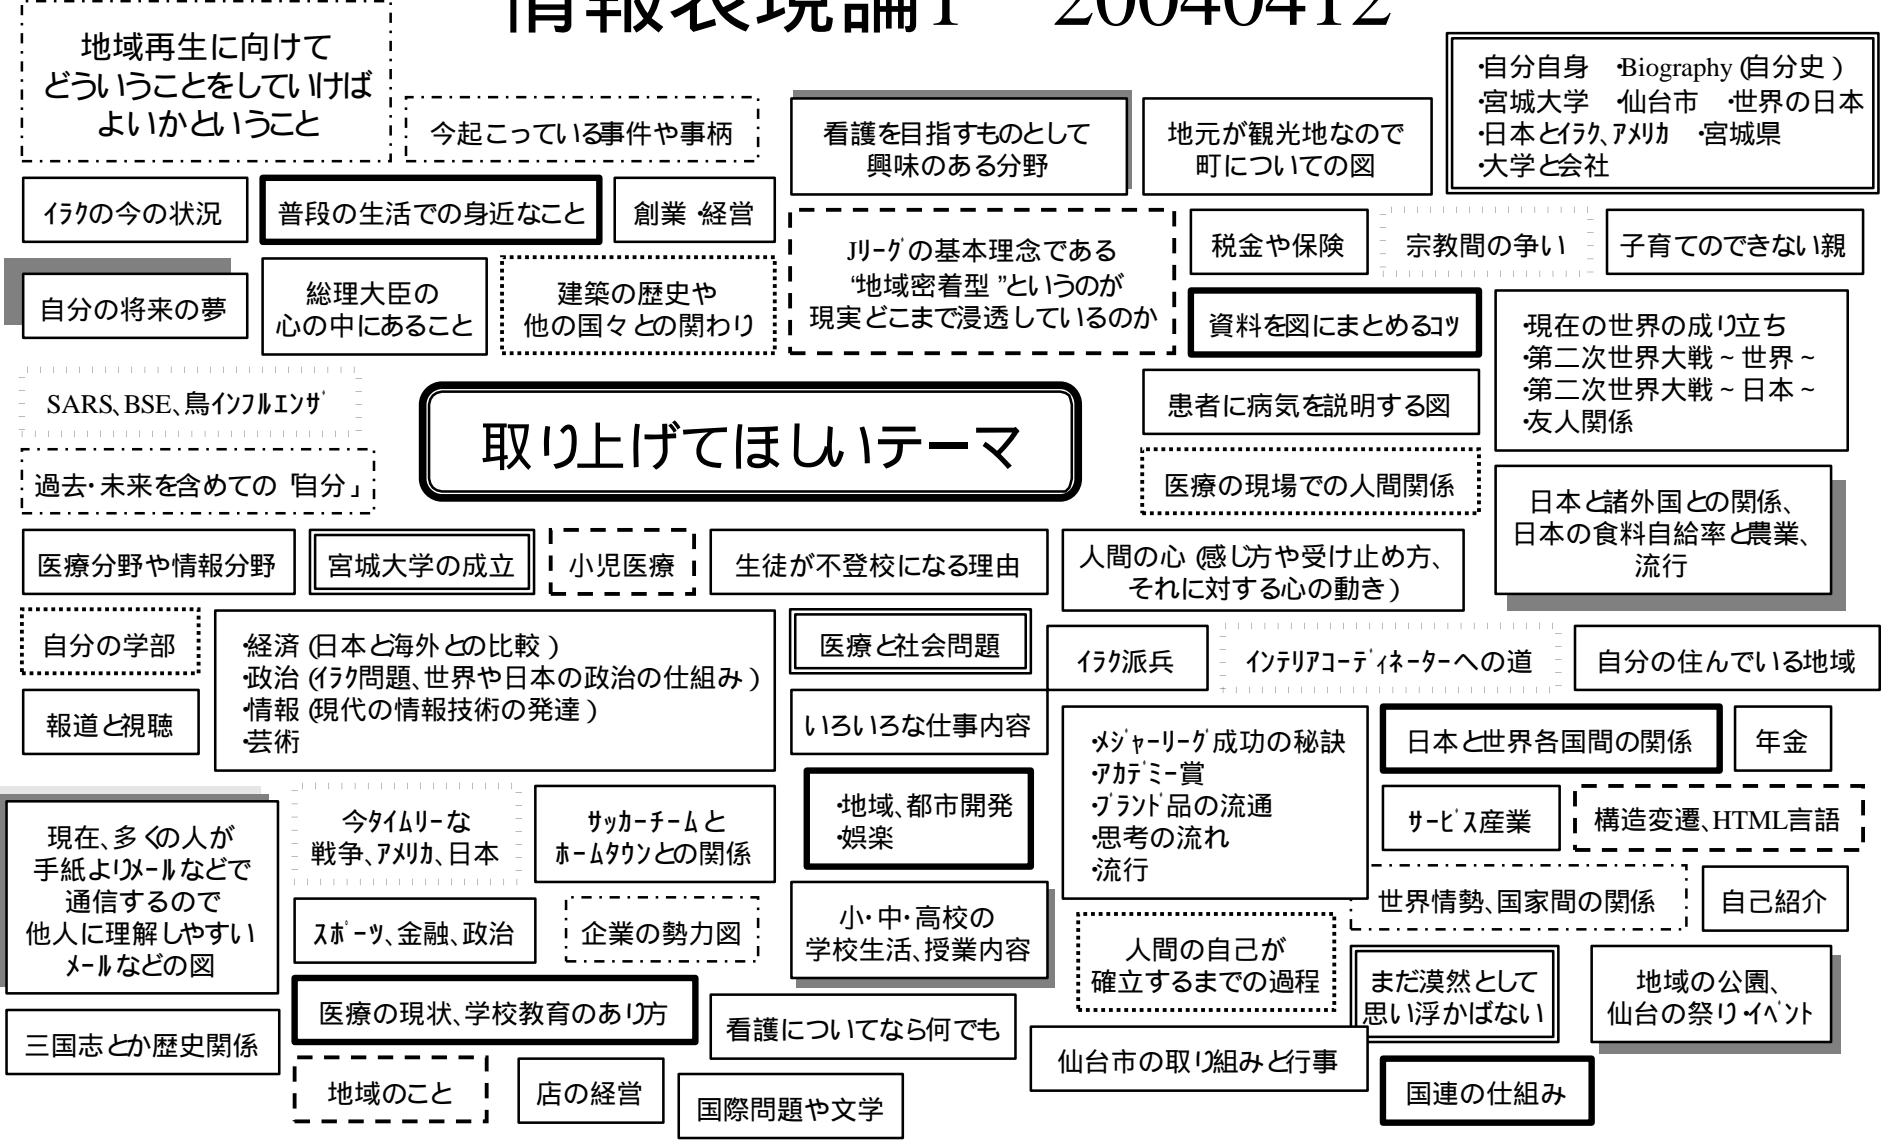 情報表現論1　20040412
地域再生に向けて
どういうことをしていけば
よいかということ
今起こっている事件や事柄
看護を目指すものとして
興味のある分野
地元が観光地なので
町についての図
・自分自身　・Biography (自分史)
・宮城大学　・仙台市　・世界の日本
・日本とイラク、アメリカ　・宮城県
・大学と会社
イラクの今の状況
普段の生活での身近なこと
創業・経営
Jリーグの基本理念である
“地域密着型”というのが
現実どこまで浸透しているのか
税金や保険
宗教間の争い
子育てのできない親
自分の将来の夢
総理大臣の
心の中にあること
建築の歴史や
他の国々との関わり
資料を図にまとめるコツ
・現在の世界の成り立ち
・第二次世界大戦~世界~
・第二次世界大戦~日本~
・友人関係
SARS、BSE、鳥インフルエンザ
取り上げてほしいテーマ
患者に病気を説明する図
過去・未来を含めての「自分」
医療の現場での人間関係
日本と諸外国との関係、
日本の食料自給率と農業、
流行
医療分野や情報分野
宮城大学の成立
小児医療
生徒が不登校になる理由
人間の心 (感じ方や受け止め方、
それに対する心の動き)
自分の学部
・経済 (日本と海外との比較)
・政治 (イラク問題、世界や日本の政治の仕組み)
・情報 (現代の情報技術の発達)
・芸術
医療と社会問題
イラク派兵
インテリアコーディネーターへの道
自分の住んでいる地域
報道と視聴
いろいろな仕事内容
・メジャーリーグ成功の秘訣
・アカデミー賞
・ブランド品の流通
・思考の流れ
・流行
日本と世界各国間の関係
年金
現在、多くの人が
手紙よりメールなどで
通信するので
他人に理解しやすい
メールなどの図
今タイムリーな
戦争、アメリカ、日本
サッカーチームと
ホームタウンとの関係
・地域、都市開発
・娯楽
サービス産業
構造変遷、HTML言語
スポーツ、金融、政治
企業の勢力図
小・中・高校の
学校生活、授業内容
世界情勢、国家間の関係
自己紹介
人間の自己が
確立するまでの過程
まだ漠然として
思い浮かばない
地域の公園、
仙台の祭り・イベント
医療の現状、学校教育のあり方
看護についてなら何でも
三国志とか歴史関係
仙台市の取り組みと行事
地域のこと
店の経営
国際問題や文学
国連の仕組み